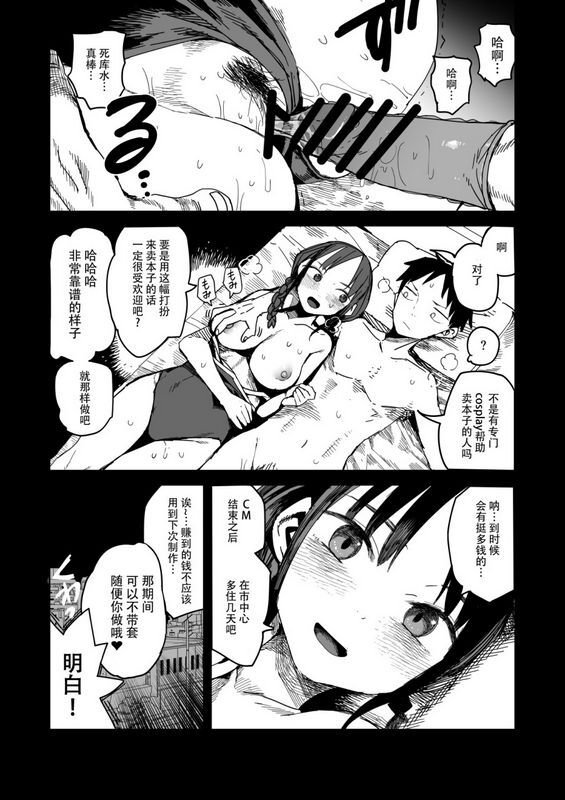 哈啊…
哈啊…
死库水…
真棒…
啊
对了
?
不是有专门
cosplay帮助
卖本子的人吗
要是用这幅打扮
来卖本子的话
一定很受欢迎吧?
もみ
もみ
哈哈哈
非常靠谱的样子
就那样做吧
呐…到时候
会有挺多钱的
CM
结束之后
在市中心
多住几天吧
诶~…赚到的钱不应该
用到下次制作…
那期间
可以不带套
随便你做哦♥
明白!